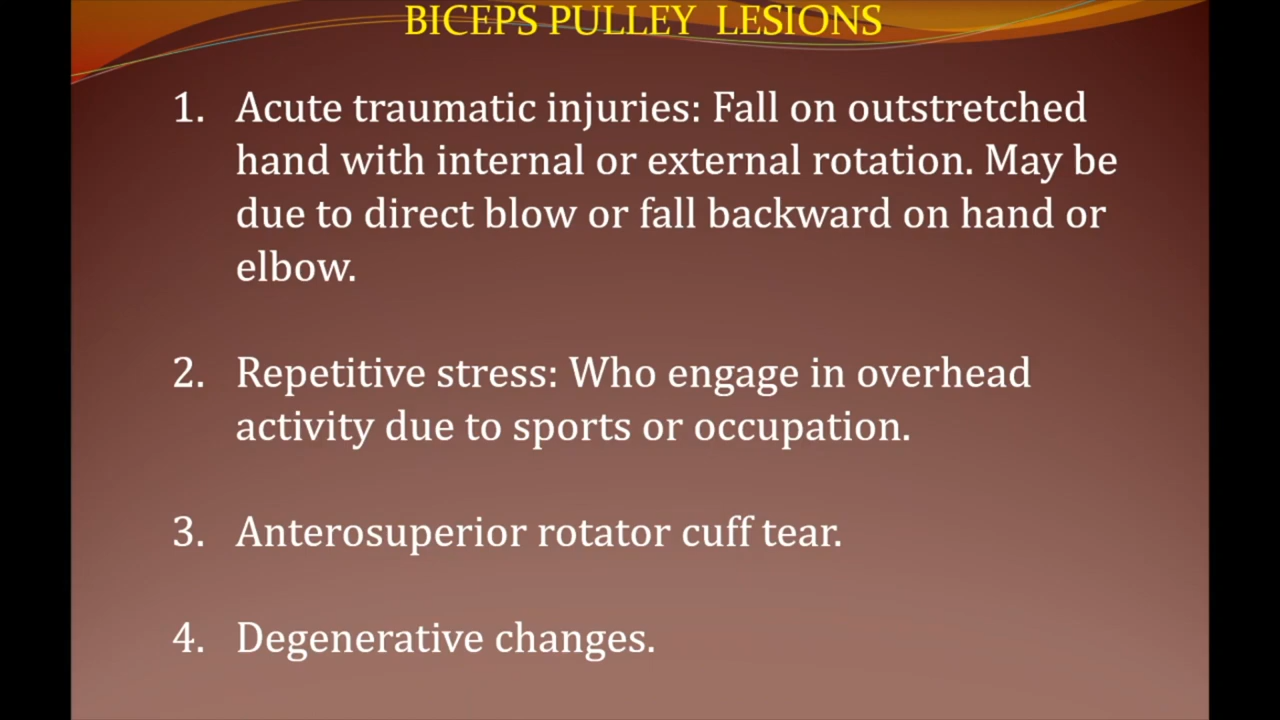 BICEPS PULLEY LESIONS
1. Acute traumatic injuries: Fall on outstretched
hand with internal or external rotation. May be
due to direct blow or fall backward on hand or
elbow.
2. Repetitive stress: Who engage in overhead
activity due to sports or occupation.
3. Anterosuperior rotator cuff tear.
4. Degenerative changes.